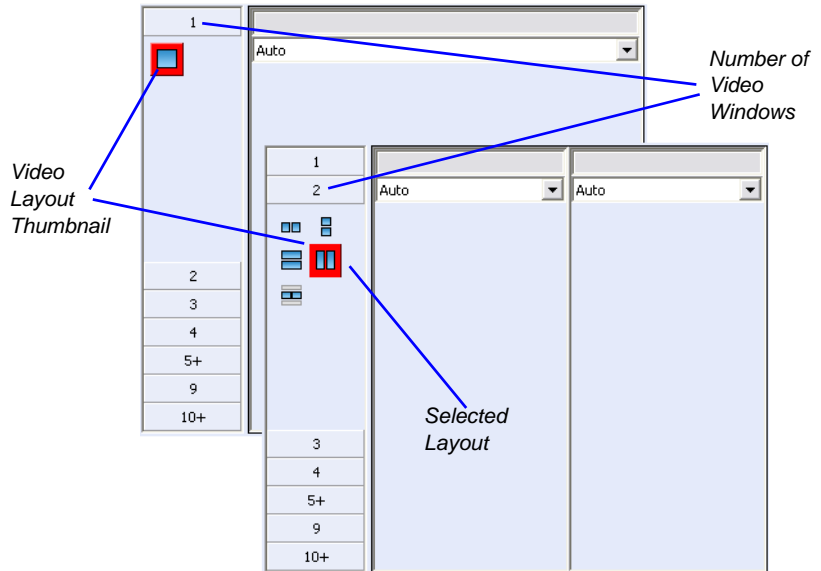 1
Auto
Number of
Video
Windows
Video
Layout
Thumbnail
2
3
4
5+
9
10+
1
2
Auto
Auto
Selected
Layout
3
4
5+
9
10+